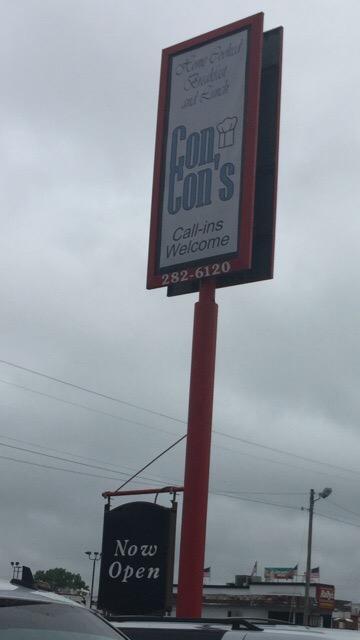 Home Cooked
Breakfast
and Lunch
Con,
Con's
Call-ins
Welcome
282-6120
Now
Open